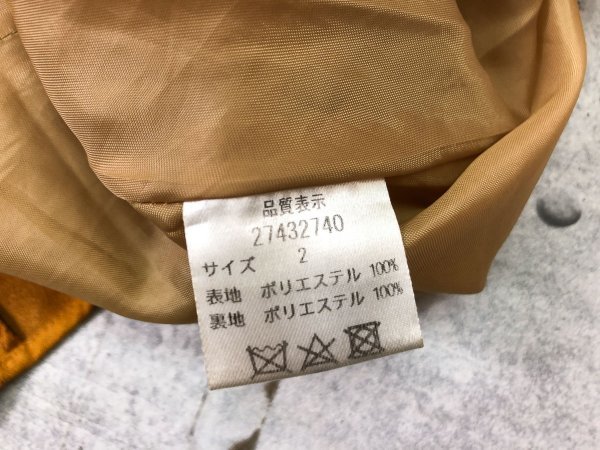 品質表示
27432740
サイズ 2
表地 ポリエステル 100%
裏地 ポリエステル 100%